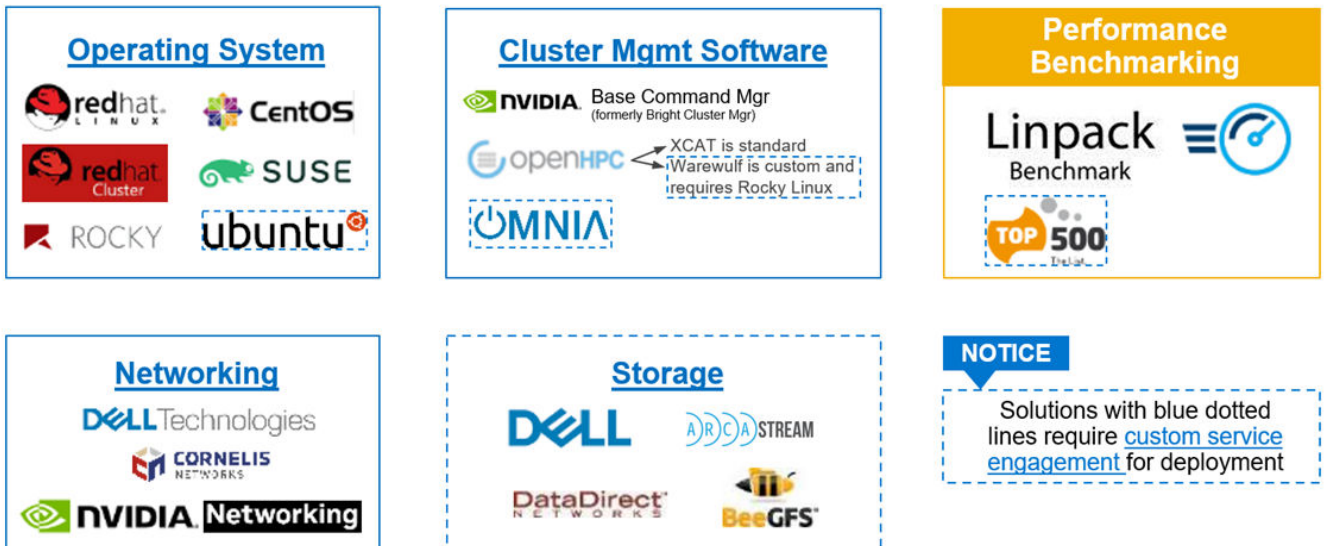 Operating System
redhat.
LINUX
CentOS
redhat.
Cluster
SUSE
ROCKY
ubuntu
Cluster Mgmt Software
NVIDIA. Base Command Mgr
(formerly Bright Cluster Mgr)
openHPC
XCAT is standard
Warewulf is custom and
requires Rocky Linux
OMNIA
Performance
Benchmarking
Linpack
Benchmark
TOP 500
The List
Networking
DELL Technologies
CORNELIS
NETWORKS
NVIDIA. Networking
Storage
DELL
ARCASTREAM
DataDirect
NETWORKS
BeeGFS
NOTICE
Solutions with blue dotted
lines require custom service
engagement for deployment